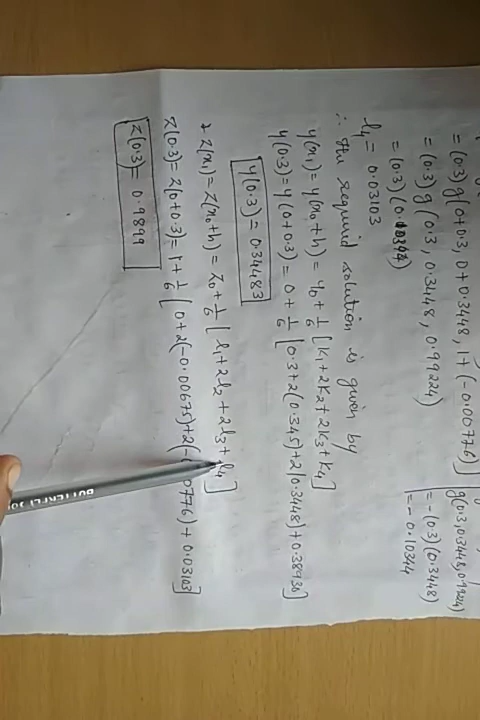 = (0.3) g(0+0.3, 0+0.3448, 1+(-0.00776))
= (0.3) g(0.3, 0.3448, 0.99224)
= (0.3)
l4 = 0.03103
g(0.3, 0.3448, 0.9924)
= -(0.3)(0.3448)
= -0.10344
∴ the required solution is given by
y(x1) = y(x0+h) = y0 + 1/6 [K1+2K2+2K3+K4]
y(0.3) = y(0+0.3) = 0 + 1/6 [0.3+2(0.345)+2(0.3448)+0.38938]
y(0.3) = 0.34483
z(x1) = z(x0+h) = z0 + 1/6 [l1+2l2+2l3+l4]
z(0.3) = z(0+0.3) = 1 + 1/6 [0+2(-0.00675)+2(-0.00776)+0.03103]
z(0.3) = 0.9899
BUTTERFLO